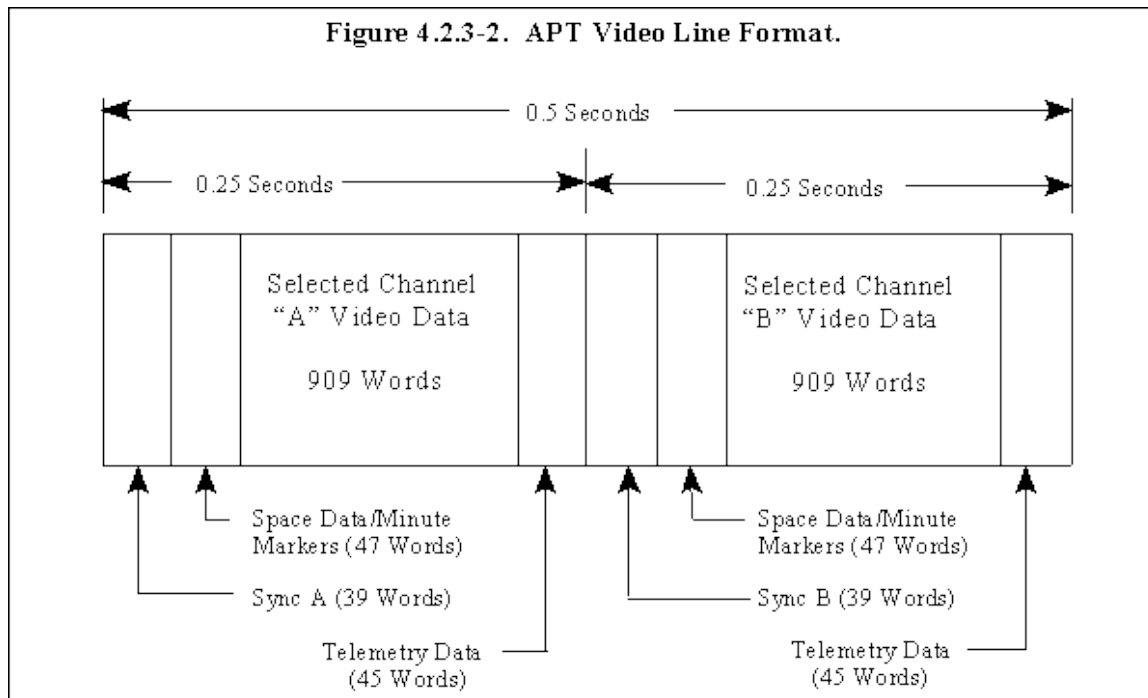 Figure 4.2.3-2. APT Video Line Format.
0.5 Seconds
0.25 Seconds
0.25 Seconds
Selected Channel
“A” Video Data
909 Words
Selected Channel
“B” Video Data
909 Words
Space Data/Minute
Markers (47 Words)
Sync A (39 Words)
Telemetry Data
(45 Words)
Space Data/Minute
Markers (47 Words)
Sync B (39 Words)
Telemetry Data
(45 Words)